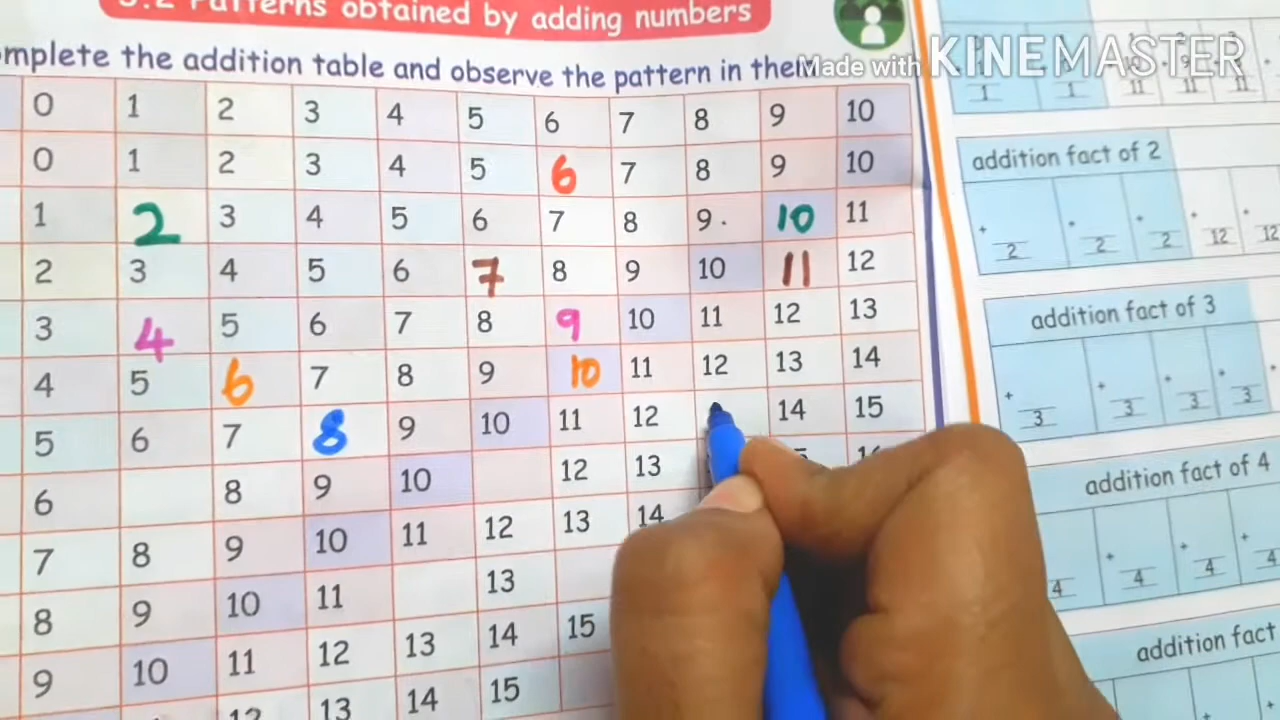 Patterns obtained by adding numbers
Made with KINEMASTER
complete the addition table and observe the pattern in them
0 1 2 3 4 5 6 7 8 9 10
0 1 2 3 4 5 6 7 8 9 10
1 2 3 4 5 6 7 8 9 10 11
2 3 4 5 6 7 8 9 10 11 12
3 4 5 6 7 8 9 10 11 12 13
4 5 6 7 8 9 10 11 12 13 14
5 6 7 8 9 10 11 12 14 15
6 8 9 10 12 13
7 8 9 10 11 12 13 14
8 9 10 11 13
9 10 11 12 13 14 15
12 13 14 15
1 1 11 11 11
addition fact of 2
+ + + + +
2 2 2 12 12
addition fact of 3
+ + + +
3 3 3 3
addition fact of 4
+ + +
4 4 4 4
addition fact